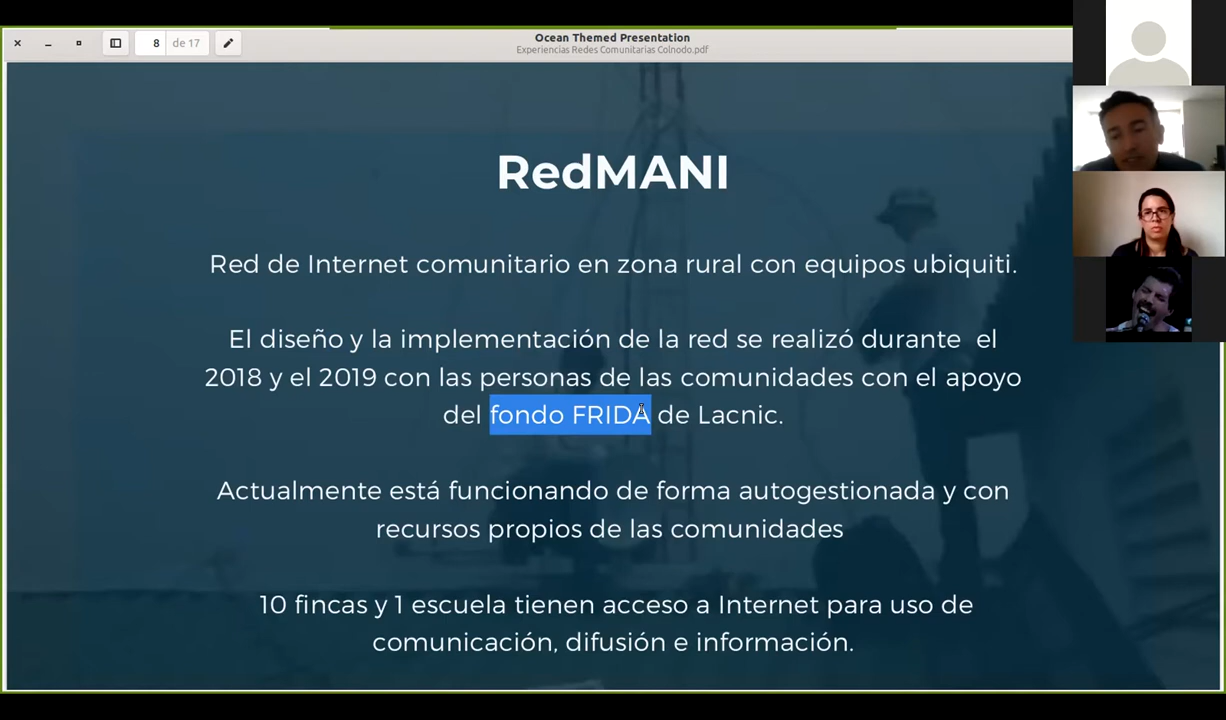 8
de 17
Ocean Themed Presentation
Experiencias Redes Comunitarias Colnodo.pdf
RedMANI
Red de Internet comunitario en zona rural con equipos ubiquiti.
El diseño y la implementación de la red se realizó durante el
2018 y el 2019 con las personas de las comunidades con el apoyo
del fondo FRIDA de Lacnic.
Actualmente está funcionando de forma autogestionada y con
recursos propios de las comunidades
10 fincas y 1 escuela tienen acceso a Internet para uso de
comunicación, difusión e información.